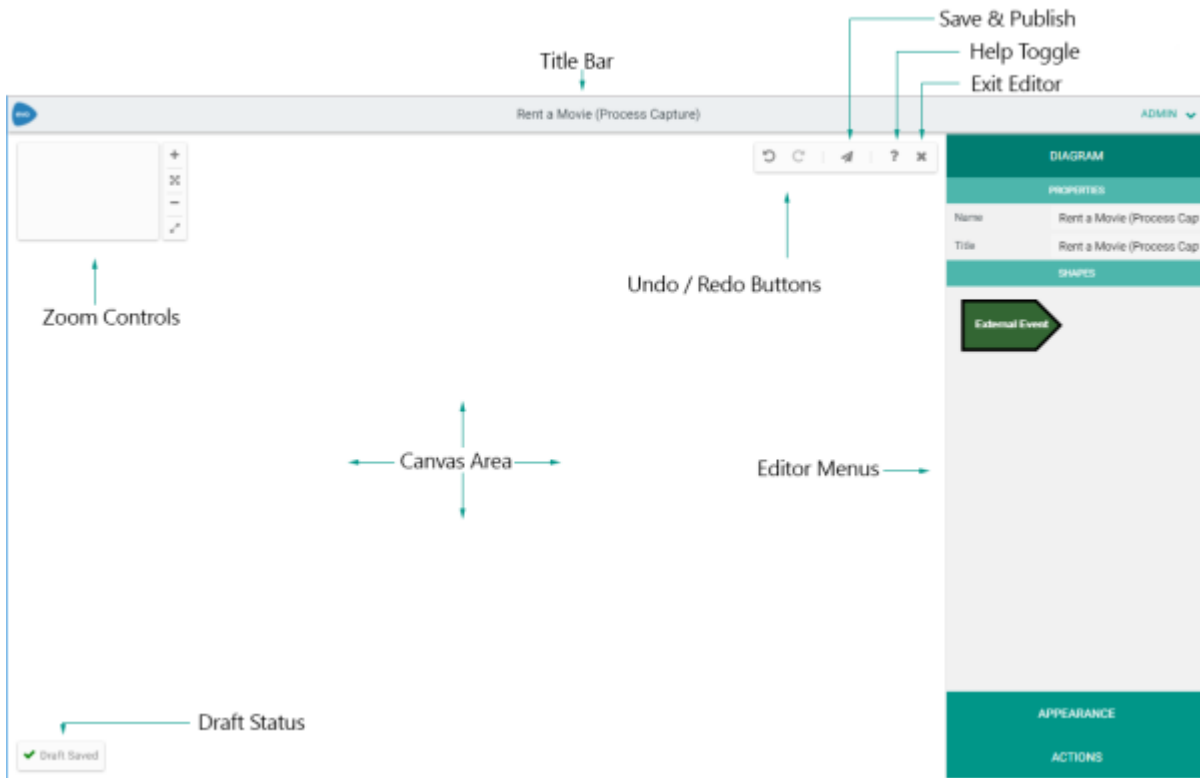 Save & Publish
Help Toggle
Title Bar
Exit Editor
Rent a Movie (Process Capture)
ADMIN
DIAGRAM
PROPERTIES
Name Rent a Movie (Process Cap
Title Rent a Movie (Process Cap
SHAPES
Undo / Redo Buttons
Zoom Controls
External Event
Canvas Area
Editor Menus
APPEARANCE
Draft Status
Draft Saved
ACTIONS